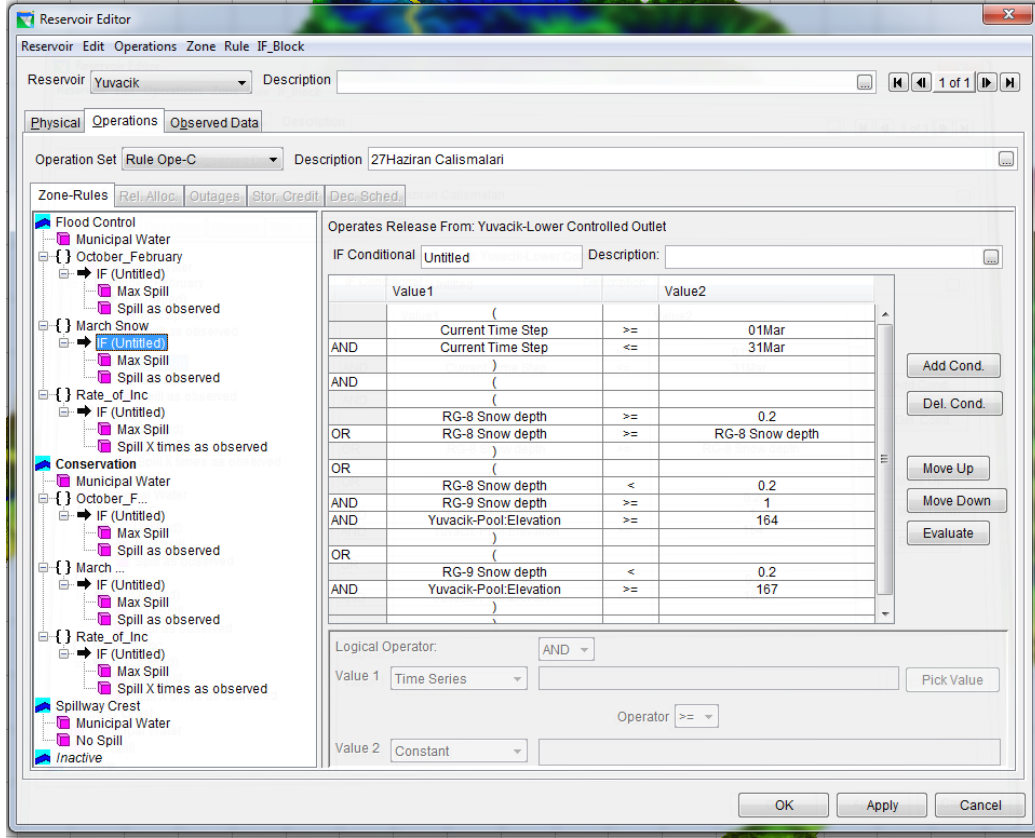 Reservoir Editor
Reservoir Edit Operations Zone Rule IF_Block
Reservoir Yuvacik Description ... 1 of 1
Physical Operations Observed Data
Operation Set Rule Ope-C Description 27Haziran Calismalari ...
Zone-Rules Rel. Alloc. Outages Stor. Credit Dec. Sched.
Flood Control
Municipal Water
{ } October_February
IF (Untitled)
Max Spill
Spill as observed
{ } March Snow
IF (Untitled)
Max Spill
Spill as observed
{ } Rate_of_Inc
IF (Untitled)
Max Spill
Spill X times as observed
Conservation
Municipal Water
{ } October_F...
IF (Untitled)
Max Spill
Spill as observed
{ } March ...
IF (Untitled)
Max Spill
Spill as observed
{ } Rate_of_Inc
IF (Untitled)
Max Spill
Spill X times as observed
Spillway Crest
Municipal Water
No Spill
Inactive
Operates Release From: Yuvacik-Lower Controlled Outlet
IF Conditional Untitled Description: ...
Value1 Value2
(
Current Time Step >= 01Mar
AND Current Time Step <= 31Mar
)
AND (
(
RG-8 Snow depth >= 0.2
OR RG-8 Snow depth >= RG-8 Snow depth
)
OR (
RG-8 Snow depth < 0.2
AND RG-9 Snow depth >= 1
AND Yuvacik-Pool:Elevation >= 164
)
OR (
RG-9 Snow depth < 0.2
AND Yuvacik-Pool:Elevation >= 167
)
)
Add Cond.
Del. Cond.
Move Up
Move Down
Evaluate
Logical Operator: AND
Value 1 Time Series Pick Value
Operator >=
Value 2 Constant
OK Apply Cancel